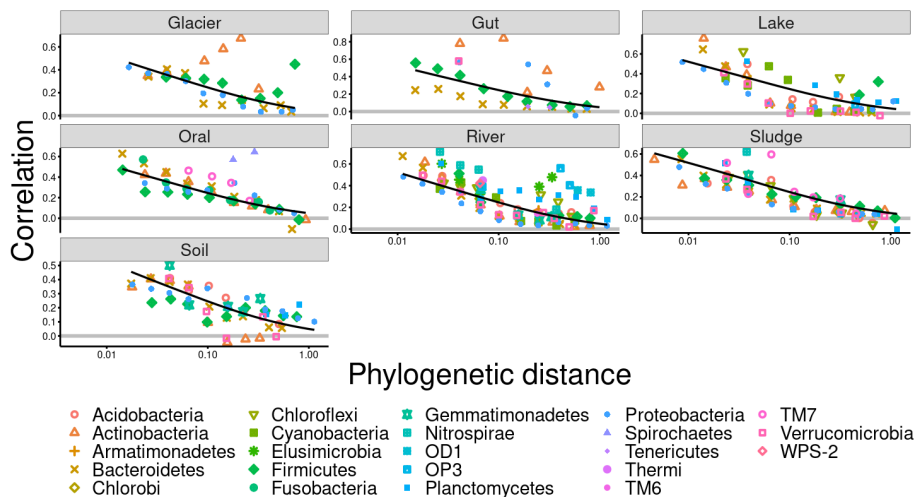 Glacier Gut Lake
0.6 0.4 0.2 0.0
0.8 0.6 0.4 0.2 0.0
0.6 0.4 0.2 0.0
Oral River Sludge
0.6 0.4 0.2 0.0
0.6 0.4 0.2 0.0
0.6 0.4 0.2 0.0
0.01 0.10 1.00
0.01 0.10 1.00
Soil
0.5 0.4 0.3 0.2 0.1 0.0
0.01 0.10 1.00
Correlation
Phylogenetic distance
Acidobacteria Chloroflexi Gemmatimonadetes Proteobacteria TM7
Actinobacteria Cyanobacteria Nitrospirae Spirochaetes Verrucomicrobia
Armatimonadetes Elusimicrobia OD1 Tenericutes WPS-2
Bacteroidetes Firmicutes OP3 Thermi
Chlorobi Fusobacteria Planctomycetes TM6